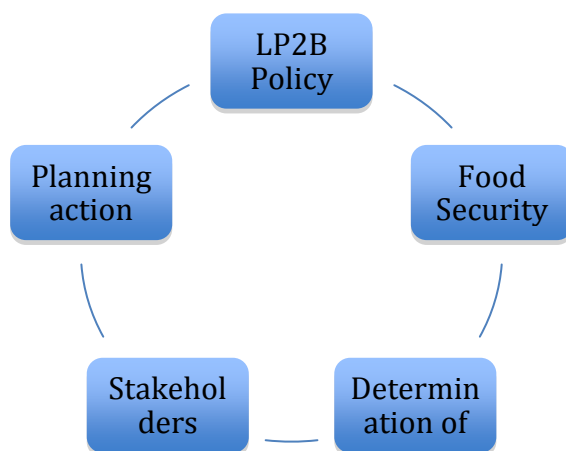 LP2B
Policy
Food
Security
Determin
ation of
Stakehol
ders
Planning
action